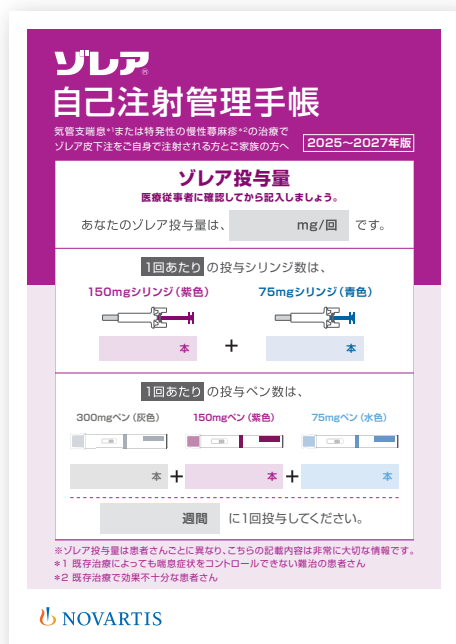 ゾレア®
自己注射管理手帳
気管支喘息*1または特発性の慢性蕁麻疹*2の治療で
ゾレア皮下注をご自身で注射される方とご家族の方へ
2025～2027年版
ゾレア投与量
医療従事者に確認してから記入しましょう。
あなたのゾレア投与量は、 mg/回 です。
1回あたり の投与シリンジ数は、
150mgシリンジ（紫色） 75mgシリンジ（青色）
本 + 本
1回あたり の投与ペン数は、
300mgペン（灰色） 150mgペン（紫色） 75mgペン（水色）
本 + 本 + 本
週間 に1回投与してください。
※ゾレア投与量は患者さんごとに異なり、こちらの記載内容は非常に大切な情報です。
*1 既存治療によっても喘息症状をコントロールできない難治の患者さん
*2 既存治療で効果不十分な患者さん
NOVARTIS